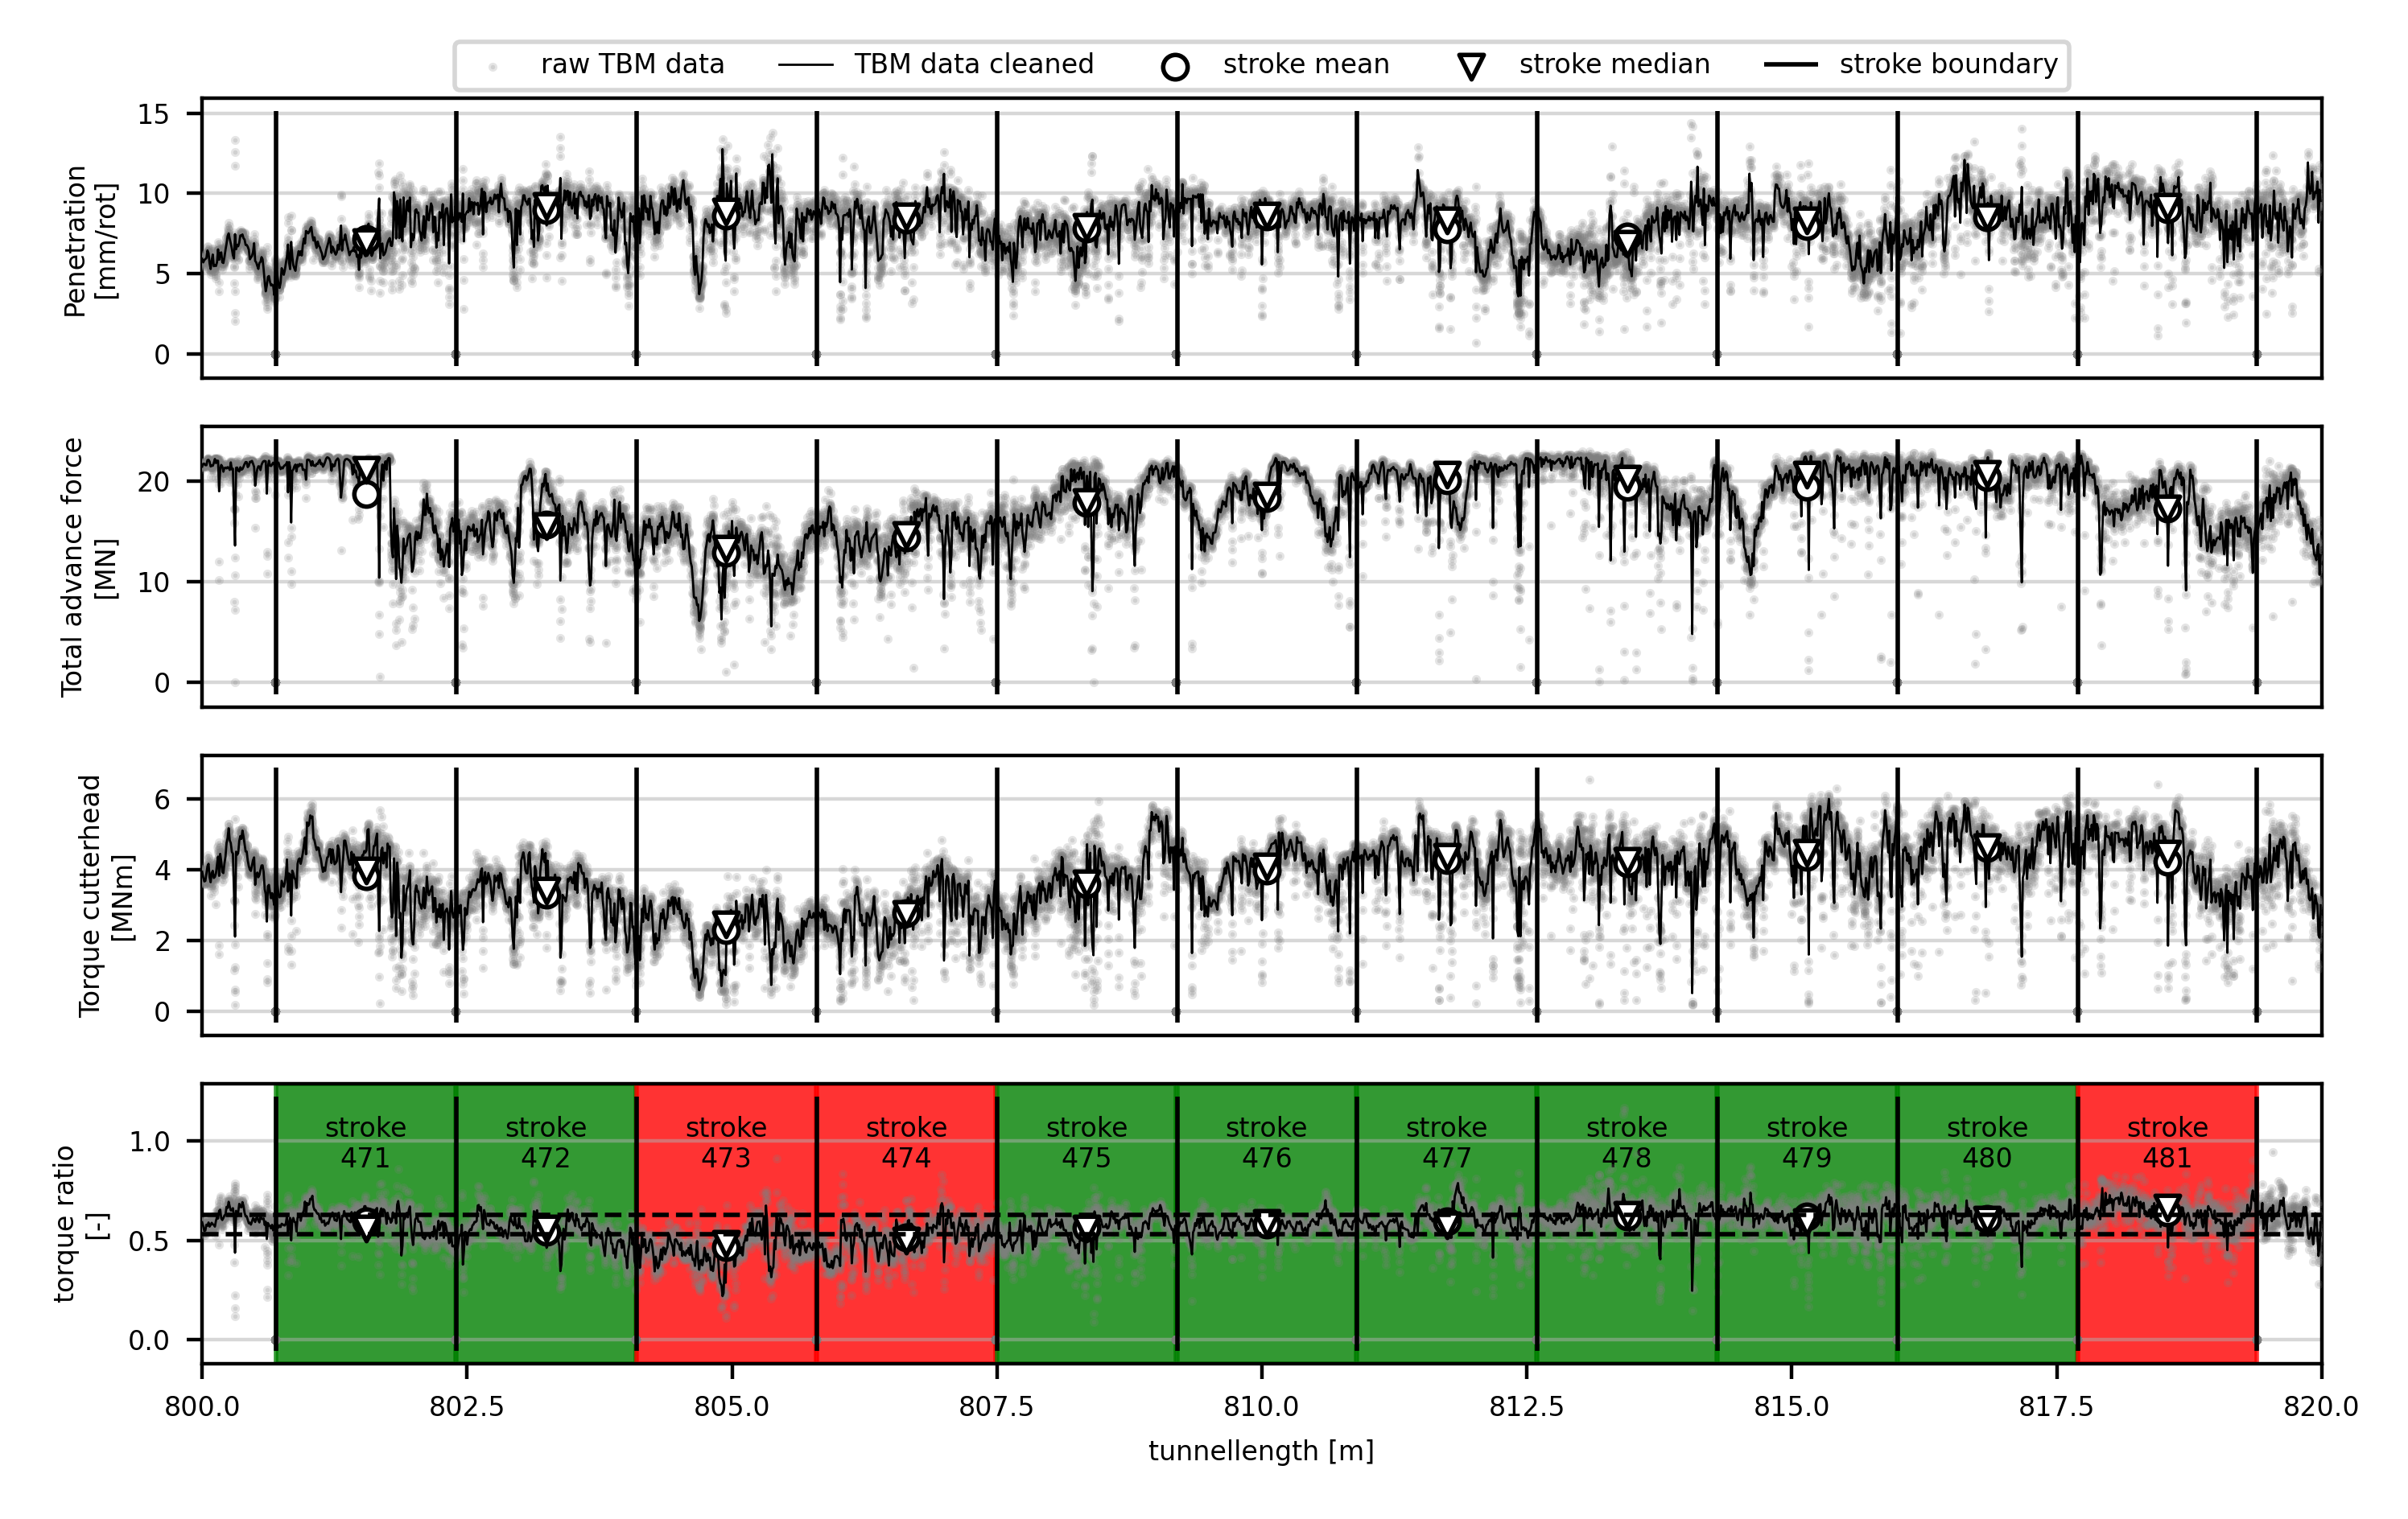 raw TBM data TBM data cleaned stroke mean stroke median stroke boundary
Penetration
[mm/rot]
15
10
5
0
Total advance force
[MN]
20
10
0
Torque cutterhead
[MNm]
6
4
2
0
torque ratio
[-]
1.0
0.5
0.0
stroke
471
stroke
472
stroke
473
stroke
474
stroke
475
stroke
476
stroke
477
stroke
478
stroke
479
stroke
480
stroke
481
800.0 802.5 805.0 807.5 810.0 812.5 815.0 817.5 820.0
tunnellength [m]